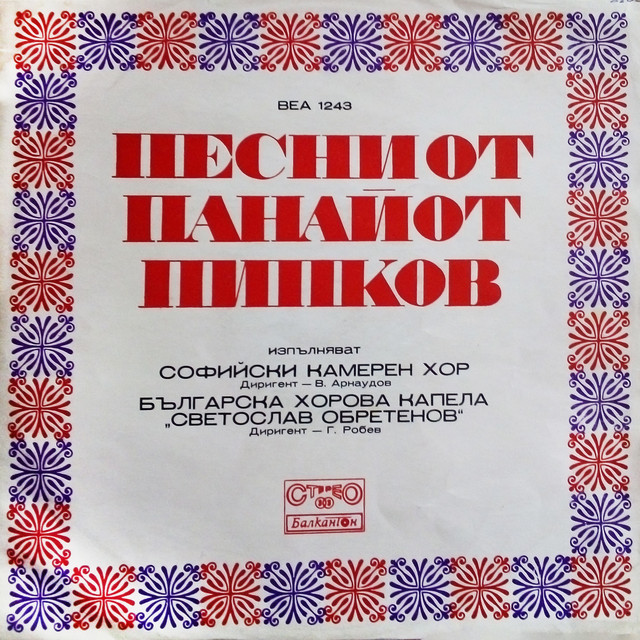 ВЕА 1243
ПЕСНИ ОТ
ПАНАЙОТ
ПИПКОВ
ИЗПЪЛНЯВАТ
СОФИЙСКИ КАМЕРЕН ХОР
Диригент – В. Арнаудов
БЪЛГАРСКА ХОРОВА КАПЕЛА
„СВЕТОСЛАВ ОБРЕТЕНОВ“
Диригент – Г. Робев
СТЕРЕО
Балкантон